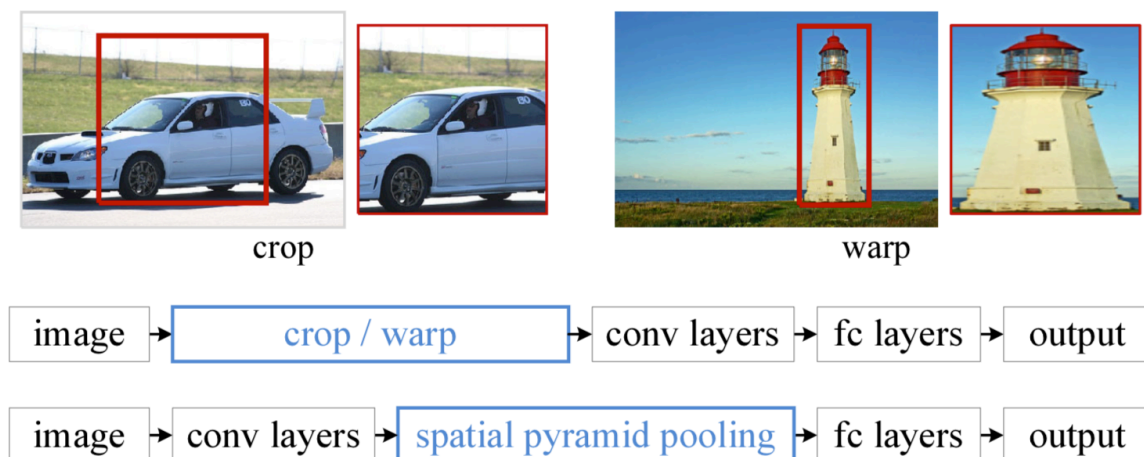 crop
warp
image crop / warp conv layers fc layers output
image conv layers spatial pyramid pooling fc layers output